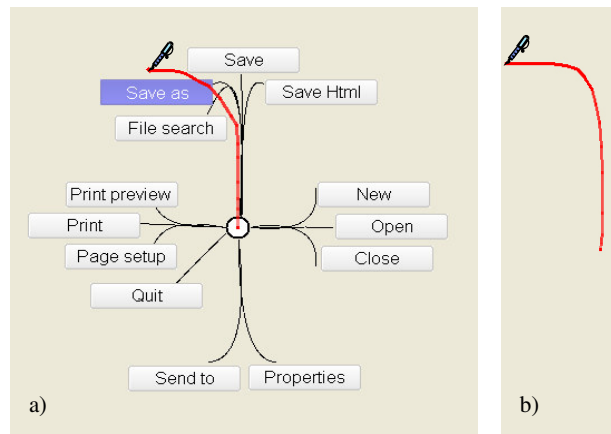 Save
Save as
Save Html
File search
Print preview
New
Print
Open
Page setup
Close
Quit
Send to
Properties
a)
b)